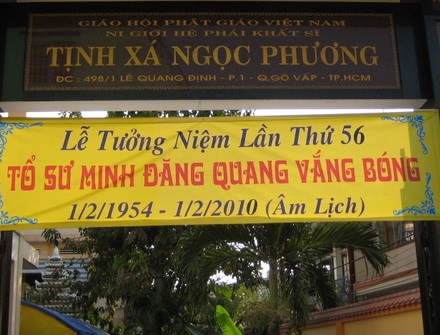 GIÁO HỘI PHẬT GIÁO VIỆT NAM
NI GIỚI HỆ PHÁI KHẤT SĨ
TỊNH XÁ NGỌC PHƯƠNG
ĐC : 498/1 LÊ QUANG ĐỊNH - P.1 - Q.GÒ VẤP - TP.HCM
Lễ Tưởng Niệm Lần Thứ 56
TỔ SƯ MINH ĐĂNG QUANG VẮNG BÓNG
1/2/1954 - 1/2/2010 (Âm Lịch)